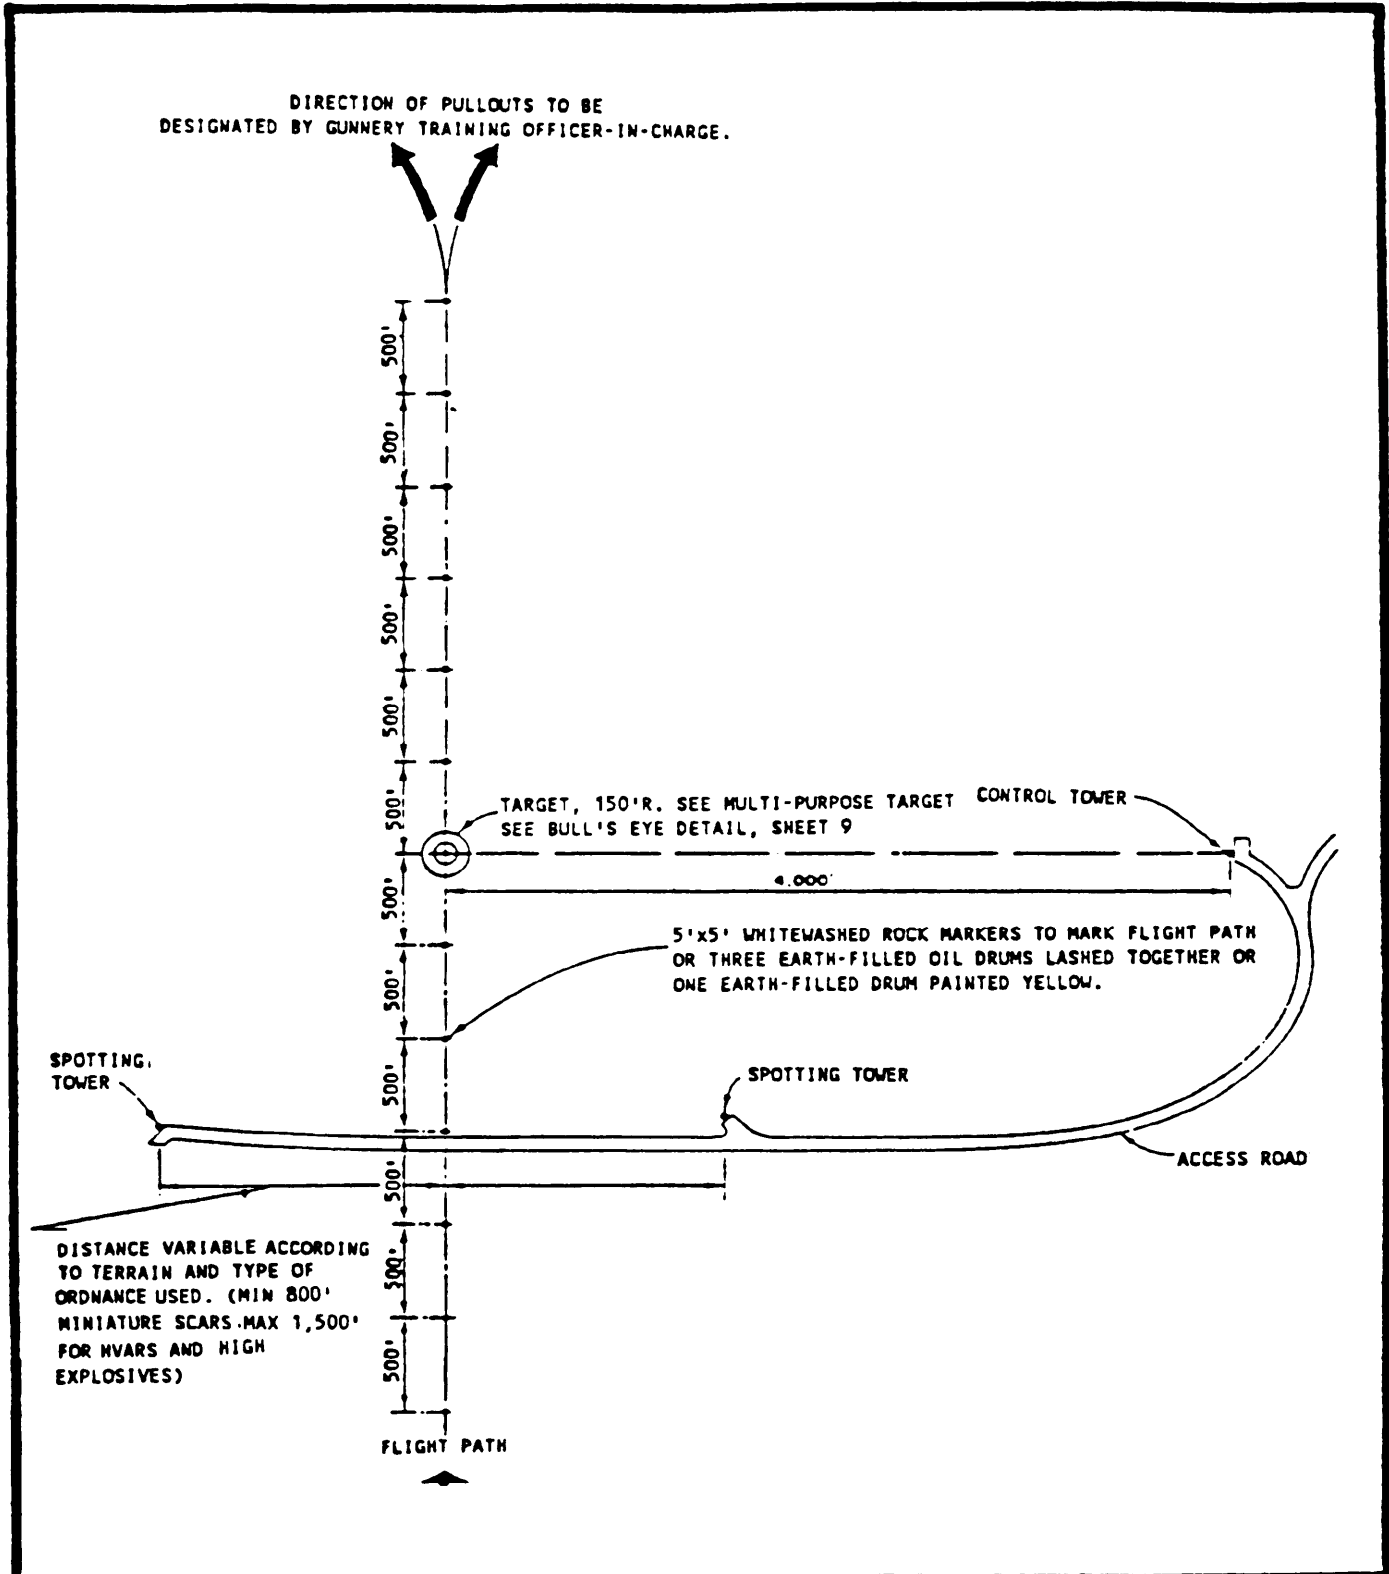 DIRECTION OF PULLOUTS TO BE
DESIGNATED BY GUNNERY TRAINING OFFICER-IN-CHARGE.
500'
500'
500'
500'
500'
500'
TARGET, 150'R. SEE MULTI-PURPOSE TARGET
SEE BULL'S EYE DETAIL, SHEET 9
CONTROL TOWER
4.000'
500'
5'x5' WHITEWASHED ROCK MARKERS TO MARK FLIGHT PATH
OR THREE EARTH-FILLED OIL DRUMS LASHED TOGETHER OR
ONE EARTH-FILLED DRUM PAINTED YELLOW.
500'
SPOTTING
TOWER
SPOTTING TOWER
500'
ACCESS ROAD
500'
DISTANCE VARIABLE ACCORDING
TO TERRAIN AND TYPE OF
ORDNANCE USED. (MIN 800'
MINIATURE SCARS.MAX 1,500'
FOR HVARS AND HIGH
EXPLOSIVES)
500'
500'
FLIGHT PATH